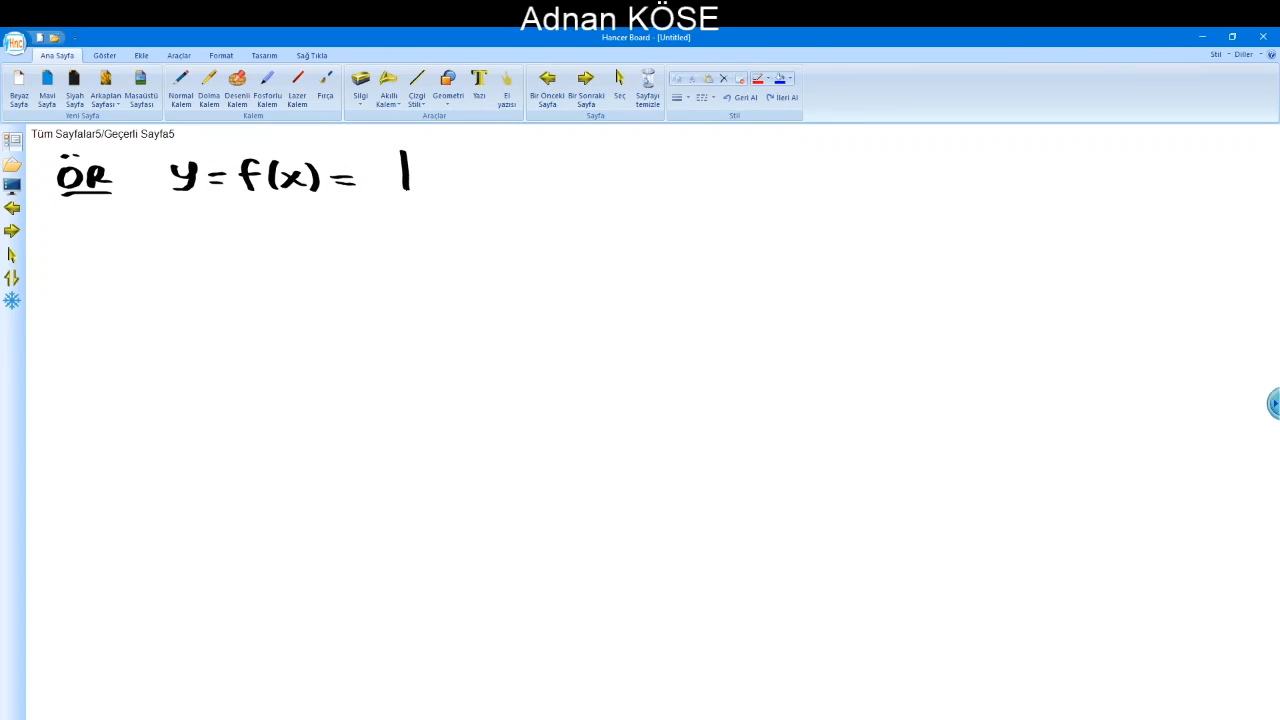 Adnan KÖSE
Hancer Board - [Untitled]
Hnc
Ana Sayfa Göster Ekle Araçlar Format Tasarım Sağ Tıkla Stil Diller
Beyaz Sayfa Mavi Sayfa Siyah Sayfa Arkaplan Sayfası Masaüstü Sayfası Normal Kalem Dolma Kalem Desenli Kalem Fosforlu Kalem Lazer Kalem Fırça Silgi Akıllı Kalem Çizgi Stili Geometri Yazı El yazısı Bir Önceki Sayfa Bir Sonraki Sayfa Seç Sayfayı temizle Geri Al İleri Al
Yeni Sayfa Kalem Araçlar Sayfa Stil
Tüm Sayfalar5/Geçerli Sayfa5
ÖR y = f(x) = |